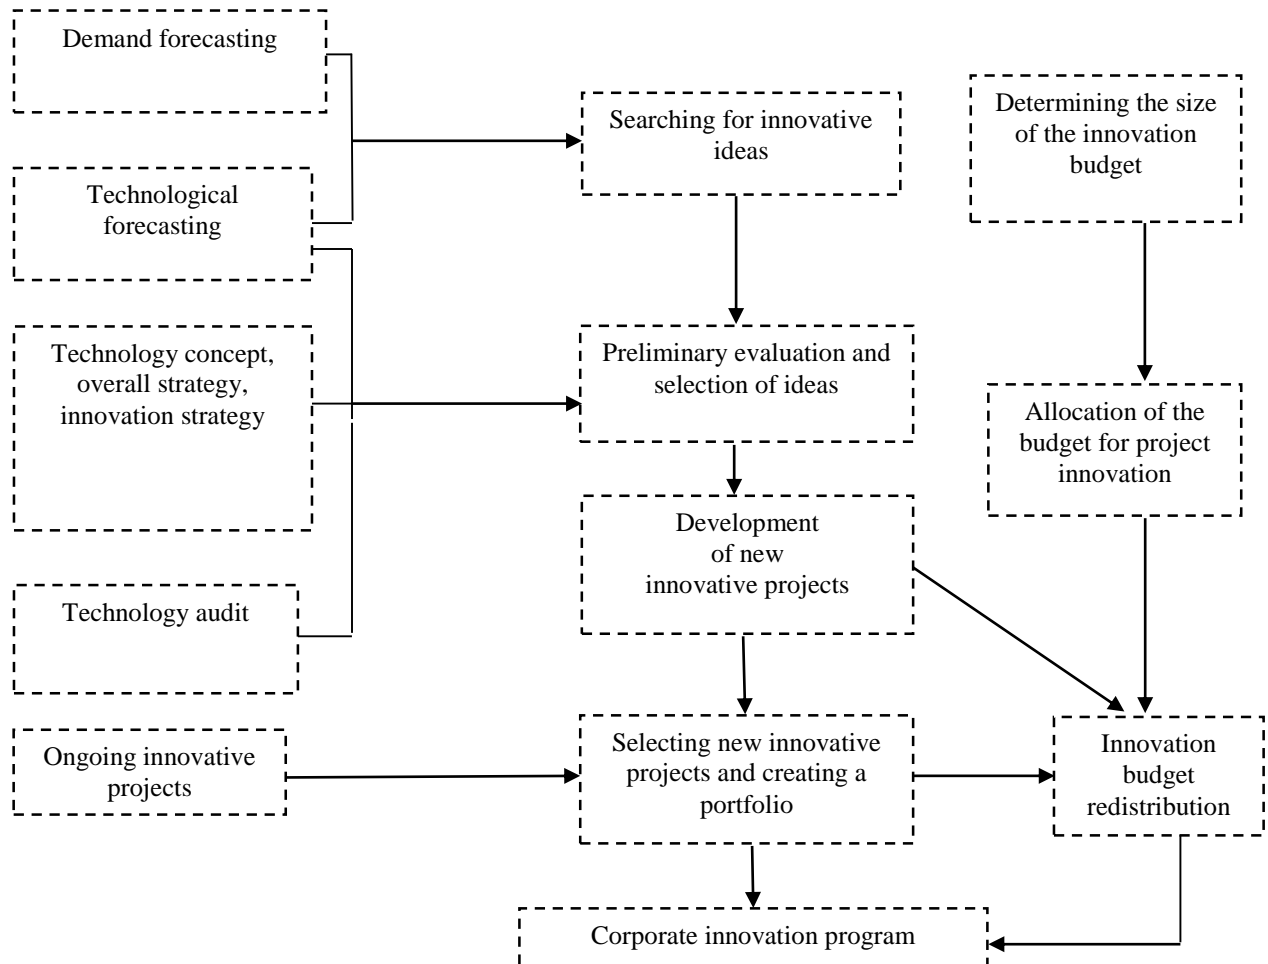 Demand forecasting
Technological
forecasting
Technology concept,
overall strategy,
innovation strategy
Technology audit
Ongoing innovative
projects
Searching for innovative
ideas
Preliminary evaluation and
selection of ideas
Development
of new
innovative projects
Selecting new innovative
projects and creating a
portfolio
Corporate innovation program
Determining the size
of the innovation
budget
Allocation of the
budget for project
innovation
Innovation
budget
redistribution